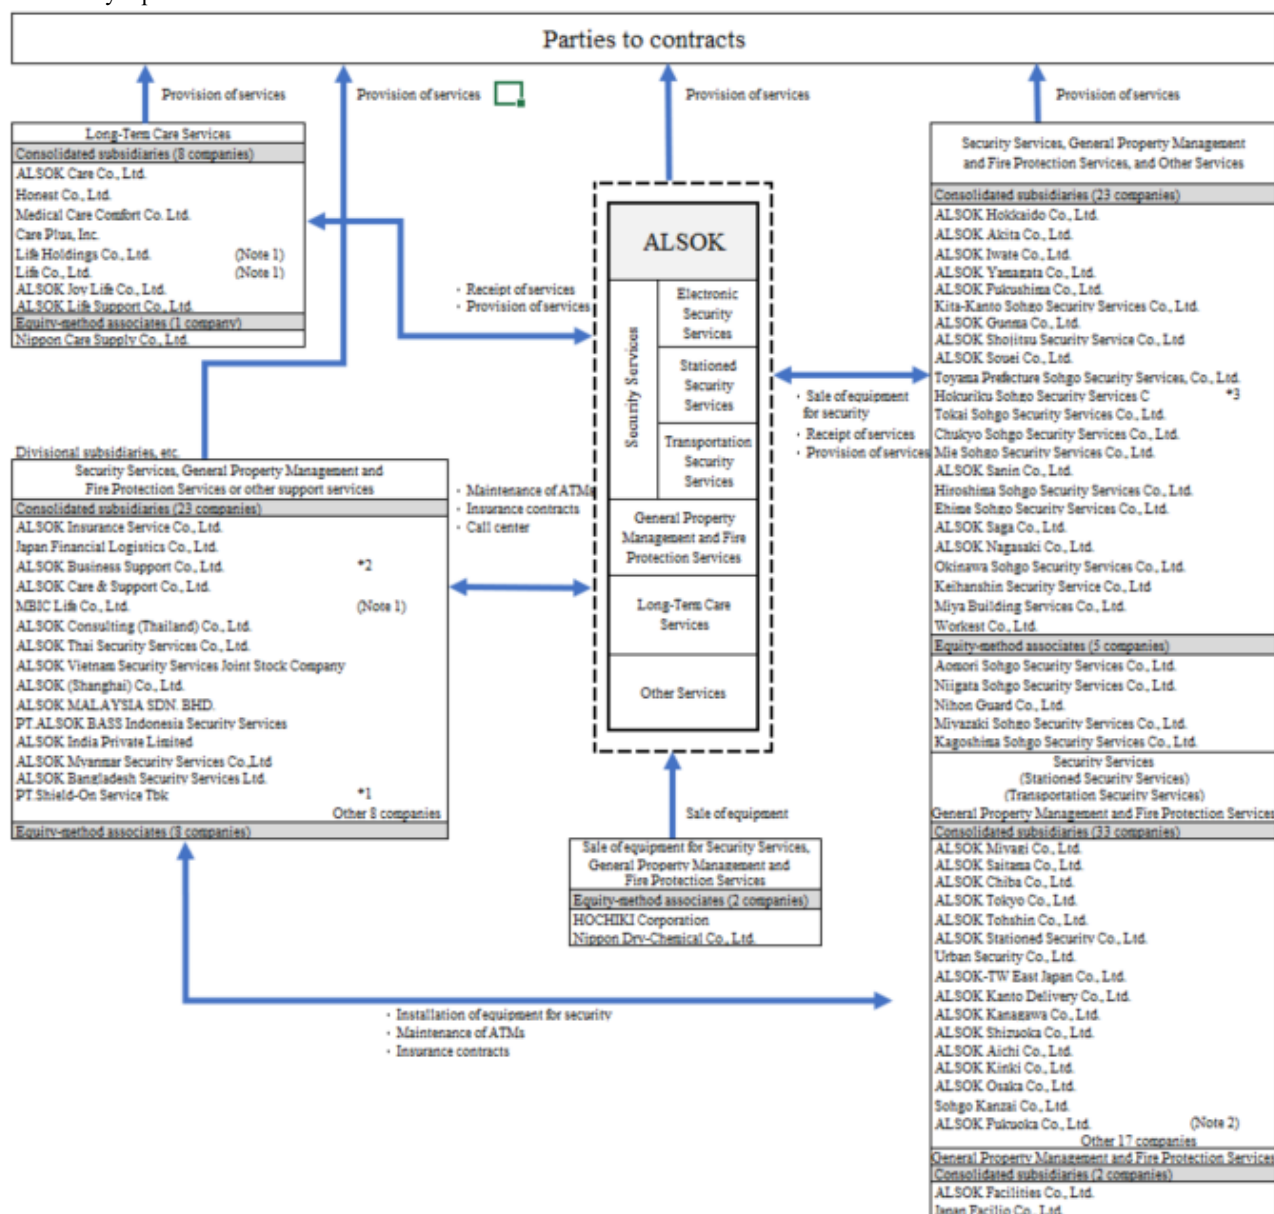 Parties to contracts
Provision of services
Provision of services
Provision of services
Provision of services
Long-Term Care Services
Consolidated subsidiaries (8 companies)
ALSOK Care Co., Ltd.
Honest Co., Ltd.
Medical Care Comfort Co. Ltd.
Care Plus, Inc.
Life Holdings Co., Ltd. (Note 1)
Life Co., Ltd. (Note 1)
ALSOK Joy Life Co., Ltd.
ALSOK Life Support Co., Ltd.
Equity-method associates (1 company)
Nippon Care Supply Co., Ltd.
・ Receipt of services
・ Provision of services
Divisional subsidiaries, etc.
Security Services, General Property Management and
Fire Protection Services or other support services
Consolidated subsidiaries (23 companies)
ALSOK Insurance Service Co., Ltd.
Japan Financial Logistics Co., Ltd.
ALSOK Business Support Co., Ltd. *2
ALSOK Care & Support Co., Ltd.
MBIC Life Co., Ltd. (Note 1)
ALSOK Consulting (Thailand) Co., Ltd.
ALSOK Thai Security Services Co., Ltd.
ALSOK Vietnam Security Services Joint Stock Company
ALSOK (Shanghai) Co., Ltd.
ALSOK MALAYSIA SDN. BHD.
PT.ALSOK BASS Indonesia Security Services
ALSOK India Private Limited
ALSOK Myanmar Security Services Co.,Ltd
ALSOK Bangladesh Security Services Ltd.
PT.Shield-On Service Tbk *1
Other 8 companies
Equity-method associates (8 companies)
・ Maintenance of ATMs
・ Insurance contracts
・ Call center
ALSOK
Security Services
Electronic
Security
Services
Stationed
Security
Services
Transportation
Security
Services
General Property
Management and Fire
Protection Services
Long-Term Care
Services
Other Services
・ Sale of equipment
for security
・ Receipt of services
・ Provision of services
Sale of equipment
Sale of equipment for Security Services,
General Property Management and
Fire Protection Services
Equity-method associates (2 companies)
HOCHIKI Corporation
Nippon Dry-Chemical Co., Ltd.
・ Installation of equipment for security
・ Maintenance of ATMs
・ Insurance contracts
Security Services, General Property Management
and Fire Protection Services, and Other Services
Consolidated subsidiaries (23 companies)
ALSOK Hokkaido Co., Ltd.
ALSOK Akita Co., Ltd.
ALSOK Iwate Co., Ltd.
ALSOK Yamagata Co., Ltd.
ALSOK Fukushima Co., Ltd.
Kita-Kanto Sohgo Security Services Co., Ltd.
ALSOK Gunma Co., Ltd.
ALSOK Shojitsu Security Service Co., Ltd
ALSOK Souei Co., Ltd.
Toyama Prefecture Sohgo Security Services, Co., Ltd.
Hokuriku Sohgo Security Services C *3
Tokai Sohgo Security Services Co., Ltd.
Chukyo Sohgo Security Services Co., Ltd.
Mie Sohgo Security Services Co., Ltd.
ALSOK Sanin Co., Ltd.
Hiroshima Sohgo Security Services Co., Ltd.
Ehime Sohgo Security Services Co., Ltd.
ALSOK Saga Co., Ltd.
ALSOK Nagasaki Co., Ltd.
Okinawa Sohgo Security Services Co., Ltd.
Keihanshin Security Service Co., Ltd
Miya Building Services Co., Ltd.
Workest Co., Ltd.
Equity-method associates (5 companies)
Aomori Sohgo Security Services Co., Ltd.
Niigata Sohgo Security Services Co., Ltd.
Nihon Guard Co., Ltd.
Miyazaki Sohgo Security Services Co., Ltd.
Kagoshima Sohgo Security Services Co., Ltd.
Security Services
(Stationed Security Services)
(Transportation Security Services)
General Property Management and Fire Protection Services
Consolidated subsidiaries (33 companies)
ALSOK Miyagi Co., Ltd.
ALSOK Saitama Co., Ltd.
ALSOK Chiba Co., Ltd.
ALSOK Tokyo Co., Ltd.
ALSOK Tohshin Co., Ltd.
ALSOK Stationed Security Co., Ltd.
Urban Security Co., Ltd.
ALSOK-TW East Japan Co., Ltd.
ALSOK Kanto Delivery Co., Ltd.
ALSOK Kanagawa Co., Ltd.
ALSOK Shizuoka Co., Ltd.
ALSOK Aichi Co., Ltd.
ALSOK Kinki Co., Ltd.
ALSOK Osaka Co., Ltd.
Sohgo Kanzai Co., Ltd.
ALSOK Fukuoka Co., Ltd. (Note 2)
Other 17 companies
General Property Management and Fire Protection Services
Consolidated subsidiaries (2 companies)
ALSOK Facilities Co., Ltd.
Japan Facilio Co., Ltd.